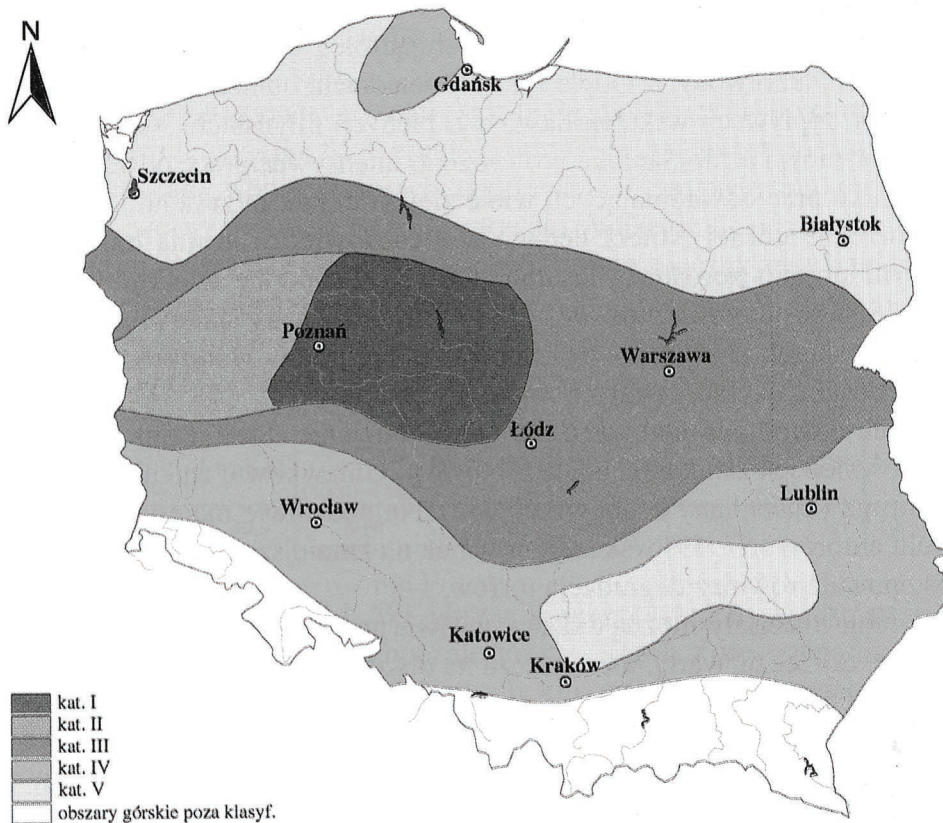 N
Gdańsk
Szczecin
Białystok
Poznań
Warszawa
Łódź
Wrocław
Lublin
Katowice
Kraków
kat. I
kat. II
kat. III
kat. IV
kat. V
obszary górskie poza klasyf.